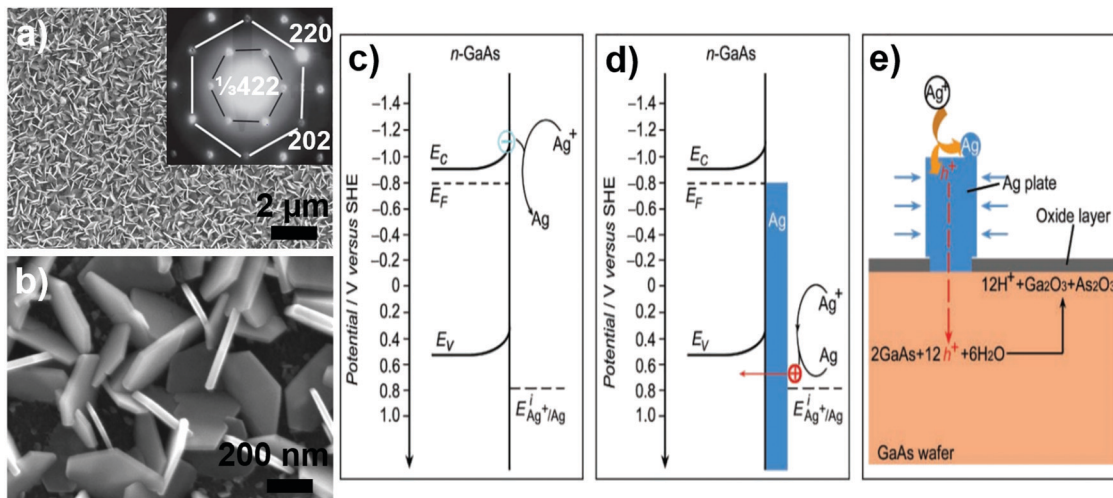 a)
220
⅓422
202
2 µm
b)
200 nm
c)
n-GaAs
Potential / V versus SHE
–1.4
–1.2
–1.0
–0.8
–0.6
–0.4
–0.2
0
0.2
0.4
0.6
0.8
1.0
E_C
E_F
E_V
–
Ag⁺
Ag
E^i_Ag⁺/Ag
d)
n-GaAs
Potential / V versus SHE
–1.4
–1.2
–1.0
–0.8
–0.6
–0.4
–0.2
0
0.2
0.4
0.6
0.8
1.0
E_C
E_F
E_V
Ag
Ag⁺
Ag
+
E^i_Ag⁺/Ag
e)
Ag⁺
Ag
h⁺
Ag plate
Oxide layer
12H⁺+Ga₂O₃+As₂O₃
2GaAs+12 h⁺+6H₂O
GaAs wafer